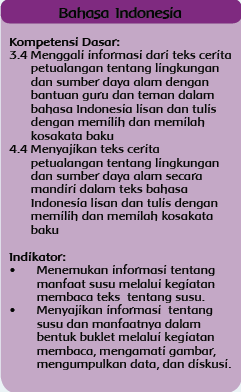 Bahasa Indonesia
Kompetensi Dasar:
3.4 Menggali informasi dari teks cerita
petualangan tentang lingkungan
dan sumber daya alam dengan
bantuan guru dan teman dalam
bahasa Indonesia lisan dan tulis
dengan memilih dan memilah
kosakata baku
4.4 Menyajikan teks cerita
petualangan tentang lingkungan
dan sumber daya alam secara
mandiri dalam teks bahasa
Indonesia lisan dan tulis dengan
memilih dan memilah kosakata
baku
Indikator:
• Menemukan informasi tentang
manfaat susu melalui kegiatan
membaca teks tentang susu.
• Menyajikan informasi tentang
susu dan manfaatnya dalam
bentuk buklet melalui kegiatan
membaca, mengamati gambar,
mengumpulkan data, dan diskusi.